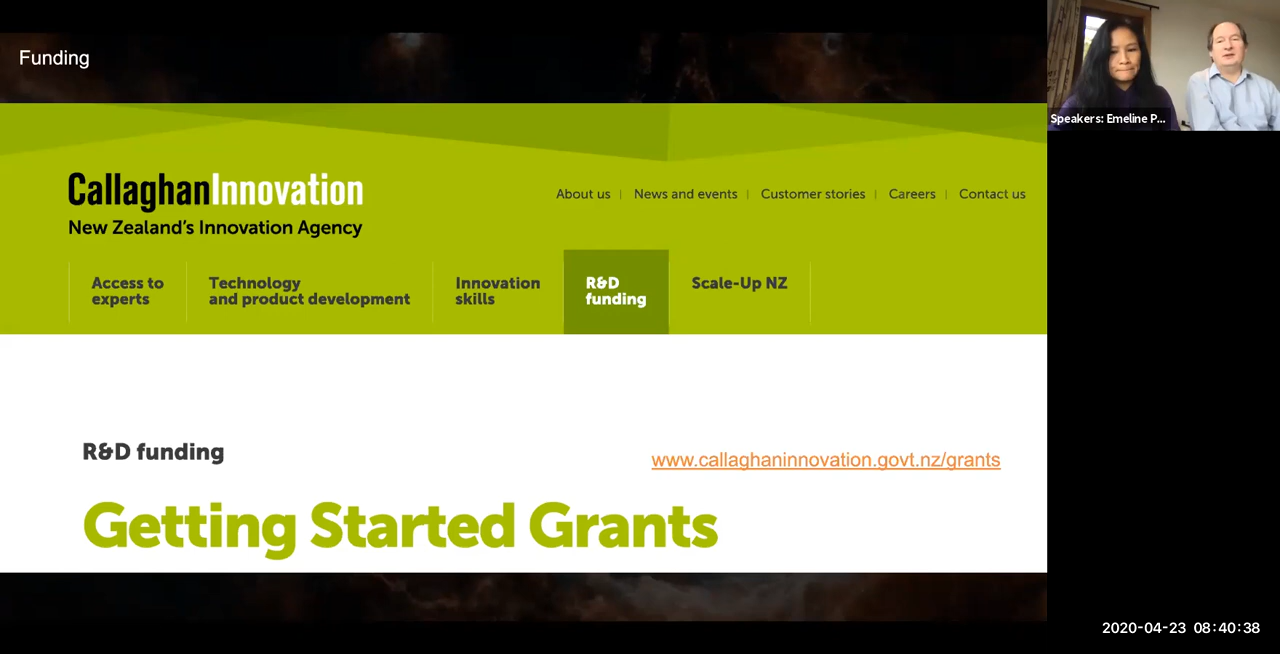 Funding
Speakers: Emeline P...
CallaghanInnovation
New Zealand's Innovation Agency
About us | News and events | Customer stories | Careers | Contact us
Access to
experts
Technology
and product development
Innovation
skills
R&D
funding
Scale-Up NZ
R&D funding
www.callaghaninnovation.govt.nz/grants
Getting Started Grants
2020-04-23 08:40:38